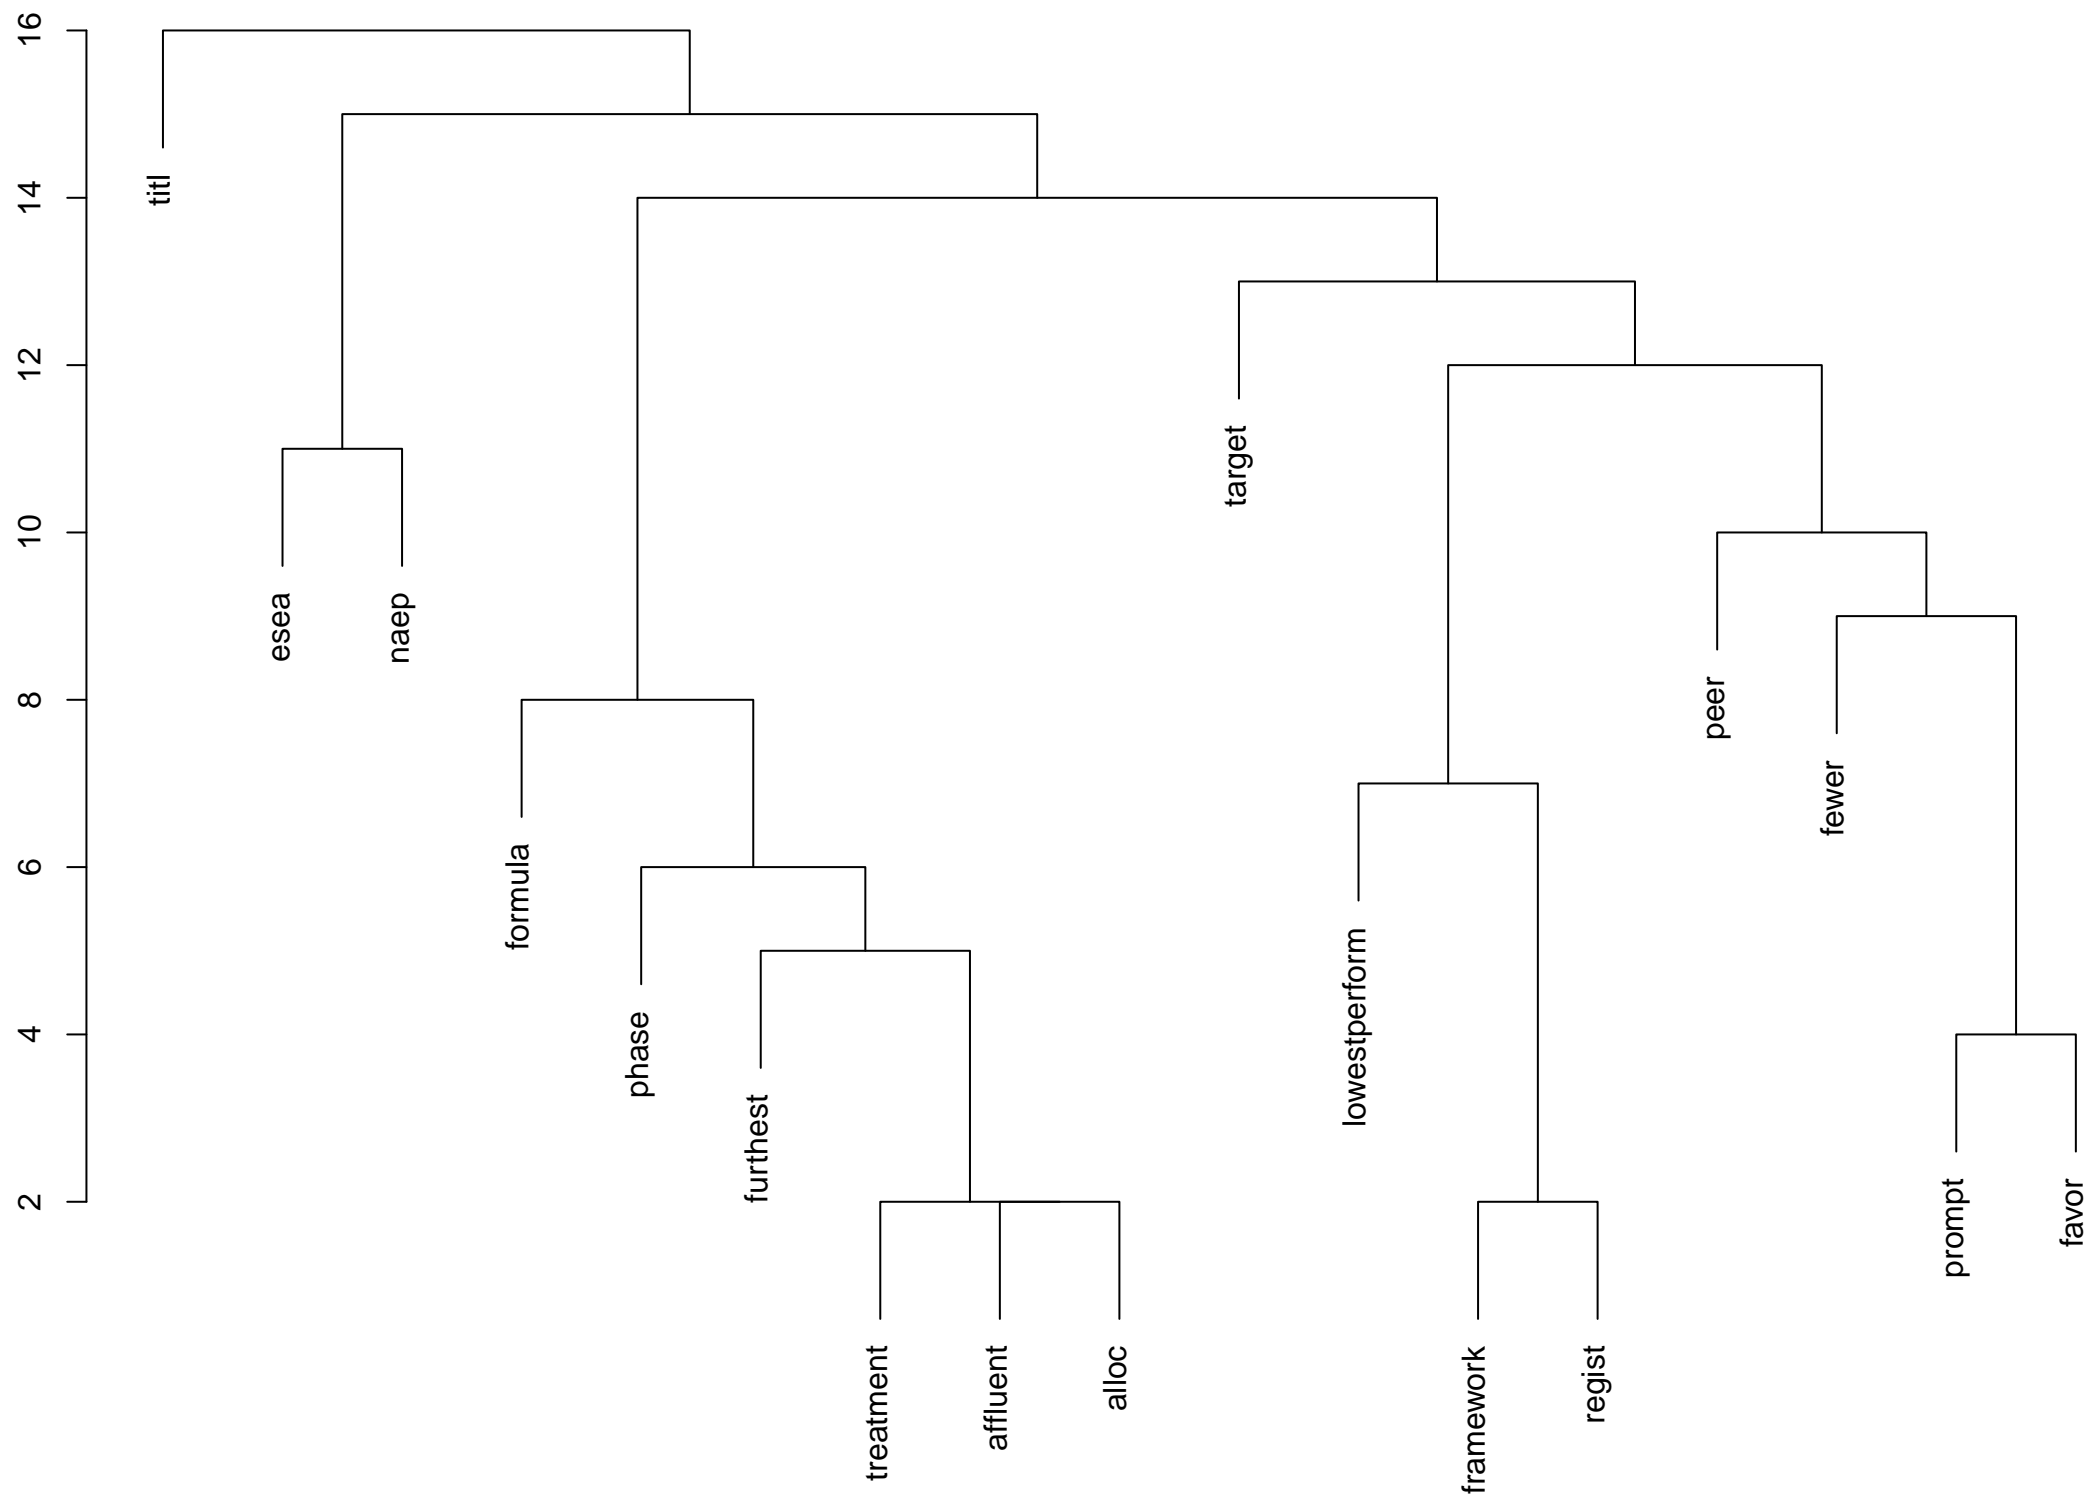 16
14
12
10
8
6
4
2
titl
esea
naep
formula
phase
furthest
treatment
affluent
alloc
target
lowestperform
framework
regist
peer
fewer
prompt
favor